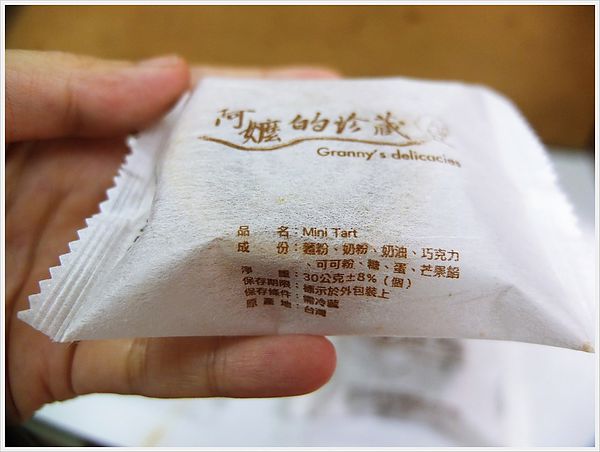 阿嬤的珍藏
Granny's delicacies
品　　名：Mini Tart
成　　份：麵粉、奶粉、奶油、巧克力
、可可粉、糖、蛋、芒果餡
淨　　重：30公克±8%（個）
保存期限：標示於外包裝上
保存條件：需冷藏
原 產 地：台灣